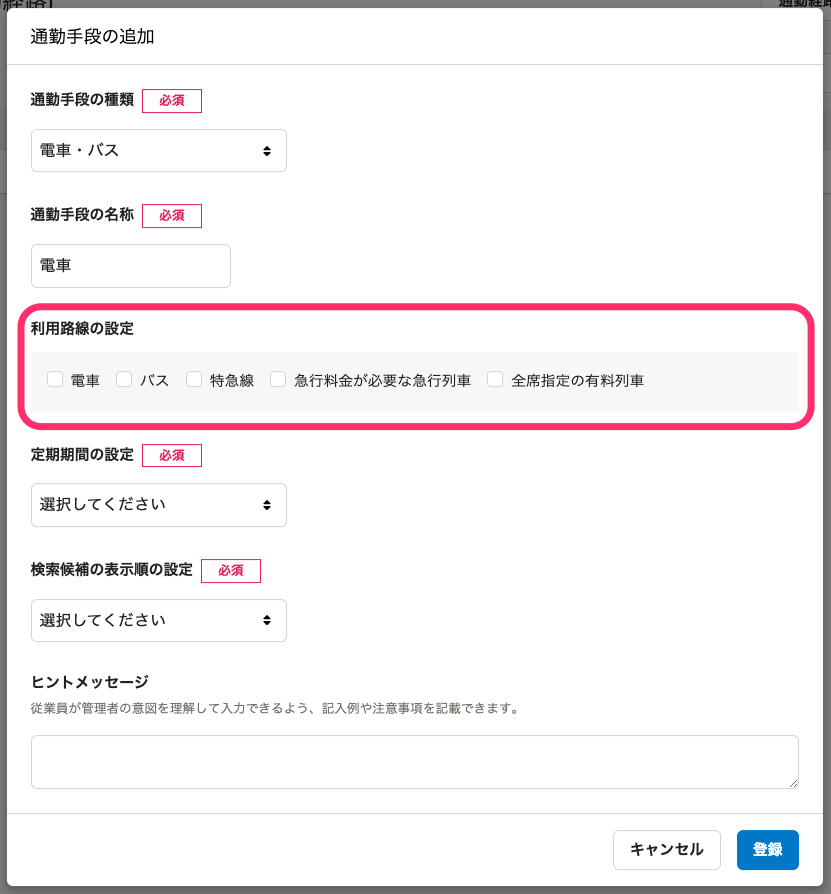 通勤手段の追加
通勤手段の種類 必須
電車・バス
通勤手段の名称 必須
電車
利用路線の設定
電車 バス 特急線 急行料金が必要な急行列車 全席指定の有料列車
定期期間の設定 必須
選択してください
検索候補の表示順の設定 必須
選択してください
ヒントメッセージ
従業員が管理者の意図を理解して入力できるよう、記入例や注意事項を記載できます。
キャンセル 登録